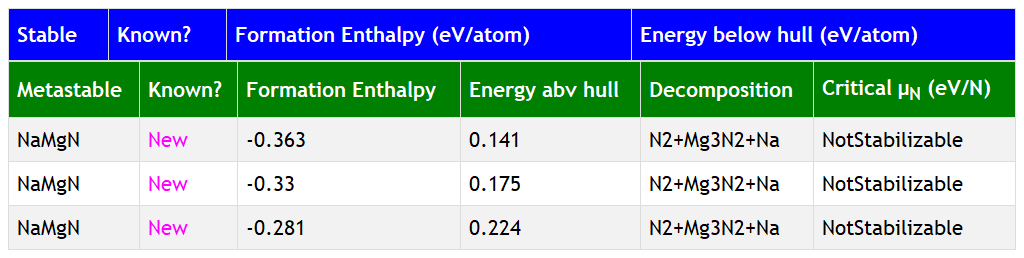 Stable Known? Formation Enthalpy (eV/atom) Energy below hull (eV/atom)
Metastable Known? Formation Enthalpy Energy abv hull Decomposition Critical μN (eV/N)
NaMgN New -0.363 0.141 N2+Mg3N2+Na NotStabilizable
NaMgN New -0.33 0.175 N2+Mg3N2+Na NotStabilizable
NaMgN New -0.281 0.224 N2+Mg3N2+Na NotStabilizable